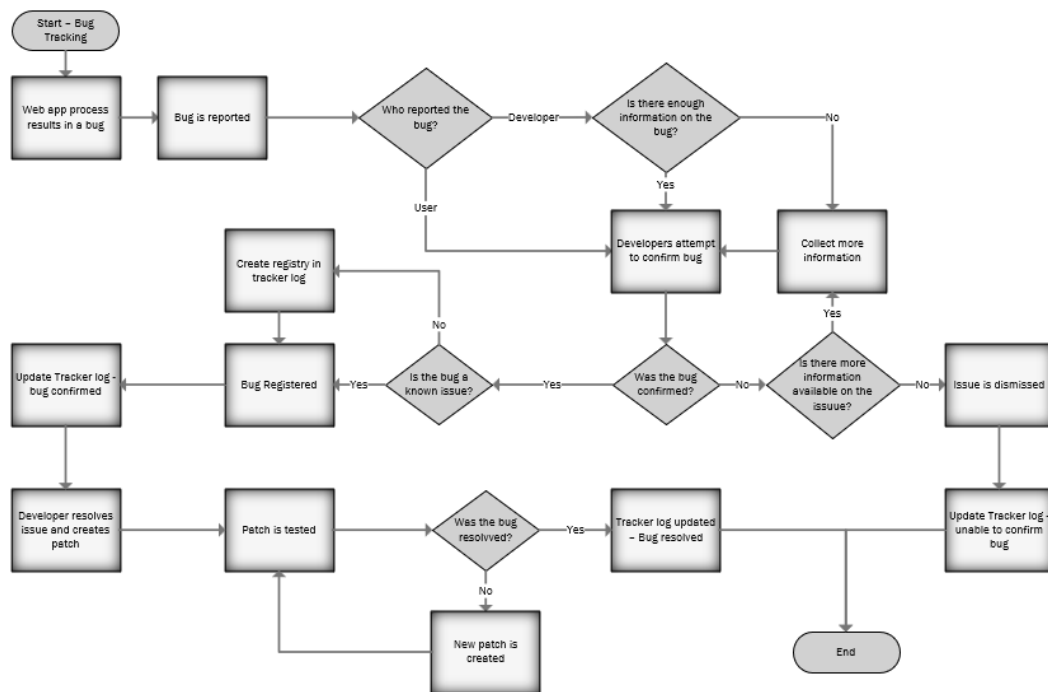 Start – Bug
Tracking
Web app process
results in a bug
Bug is reported
Who reported the
bug?
Developer
Is there enough
information on the
bug?
No
User
Yes
Developers attempt
to confirm bug
Collect more
information
Create registry in
tracker log
No
Yes
Update Tracker log -
bug confirmed
Bug Registered
Yes
Is the bug a
known issue?
Yes
Was the bug
confirmed?
No
Is there more
information
available on the
issuue?
No
Issue is dismissed
Developer resolves
issue and creates
patch
Patch is tested
Was the bug
resolvved?
Yes
Tracker log updated
– Bug resolved
Update Tracker log -
unable to confirm
bug
No
New patch is
created
End